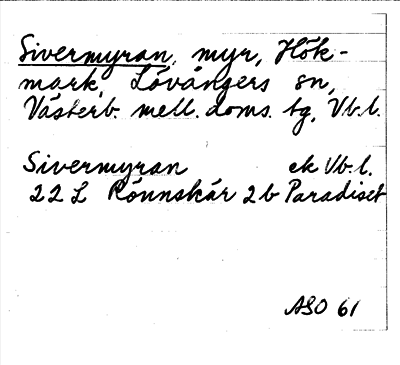 Sivermyran, myr, Hök-
mark, Lövångers sn,
Västerb. mell. doms. tg, Vb.l.
Sivermyran ek Vb.l.
22 L Rönnskär 2 b Paradiset
ASO 61